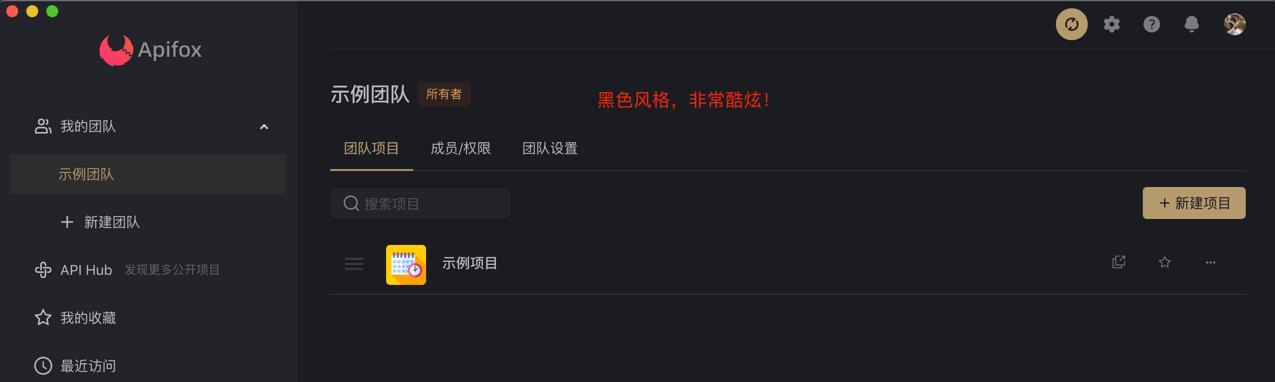 Apifox
我的团队
示例团队
新建团队
API Hub 发现更多公开项目
我的收藏
最近访问
示例团队 所有者
黑色风格，非常酷炫！
团队项目 成员/权限 团队设置
搜索项目
+ 新建项目
示例项目